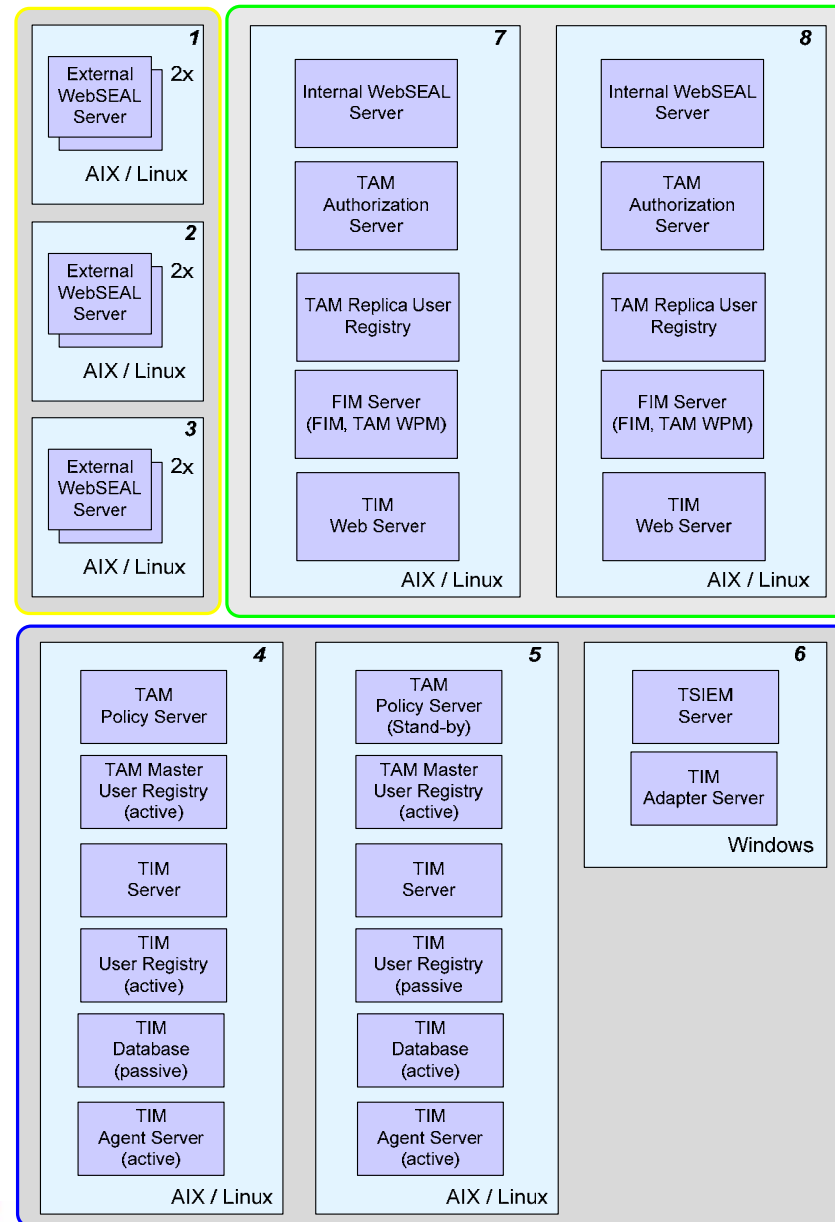 1
External
WebSEAL
Server
2x
AIX / Linux
2
External
WebSEAL
Server
2x
AIX / Linux
3
External
WebSEAL
Server
2x
AIX / Linux
7
Internal WebSEAL
Server
TAM
Authorization
Server
TAM Replica User
Registry
FIM Server
(FIM, TAM WPM)
TIM
Web Server
AIX / Linux
8
Internal WebSEAL
Server
TAM
Authorization
Server
TAM Replica User
Registry
FIM Server
(FIM, TAM WPM)
TIM
Web Server
AIX / Linux
4
TAM
Policy Server
TAM Master
User Registry
(active)
TIM
Server
TIM
User Registry
(active)
TIM
Database
(passive)
TIM
Agent Server
(active)
AIX / Linux
5
TAM
Policy Server
(Stand-by)
TAM Master
User Registry
(active)
TIM
Server
TIM
User Registry
(passive
TIM
Database
(active)
TIM
Agent Server
(active)
AIX / Linux
6
TSIEM
Server
TIM
Adapter Server
Windows